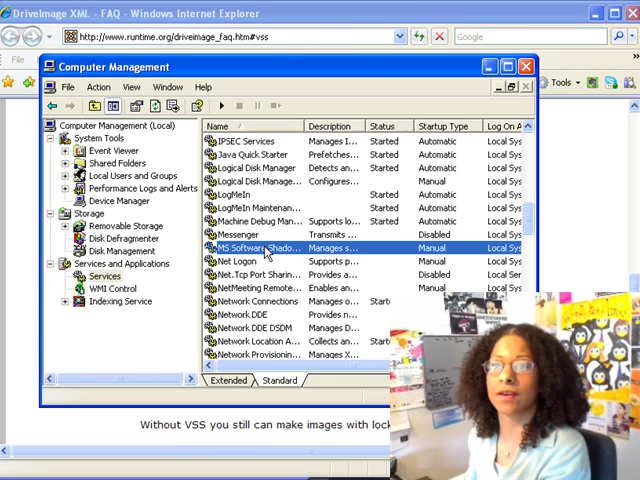 DriveImage XML - FAQ - Windows Internet Explorer
http://www.runtime.org/driveimage_faq.htm#vss
Google
File
Tools
Computer Management
File Action View Window Help
Computer Management (Local)
System Tools
Event Viewer
Shared Folders
Local Users and Groups
Performance Logs and Alerts
Device Manager
Storage
Removable Storage
Disk Defragmenter
Disk Management
Services and Applications
Services
WMI Control
Indexing Service
Name Description Status Startup Type Log On A
IPSEC Services Manages I... Started Automatic Local Sys
Java Quick Starter Prefetches... Started Automatic Local Sys
Logical Disk Manager Detects an... Started Automatic Local Sys
Logical Disk Manage... Configures... Manual Local Sys
LogMeIn Started Automatic Local Sys
LogMeIn Maintenan... Started Automatic Local Sys
Machine Debug Man... Supports lo... Started Automatic Local Sys
Messenger Transmits ... Disabled Local Sys
MS Software Shado... Manages s... Manual Local Sys
Net Logon Supports p... Manual Local Sys
Net.Tcp Port Sharin... Provides a... Disabled Local Sys
NetMeeting Remote... Enables an... Manual Local Sys
Network Connections Manages o... Starte
Network DDE Provides n...
Network DDE DSDM Manages D...
Network Location A... Collects an... Starte
Network Provisionin... Manages X...
Extended Standard
Without VSS you still can make images with lock